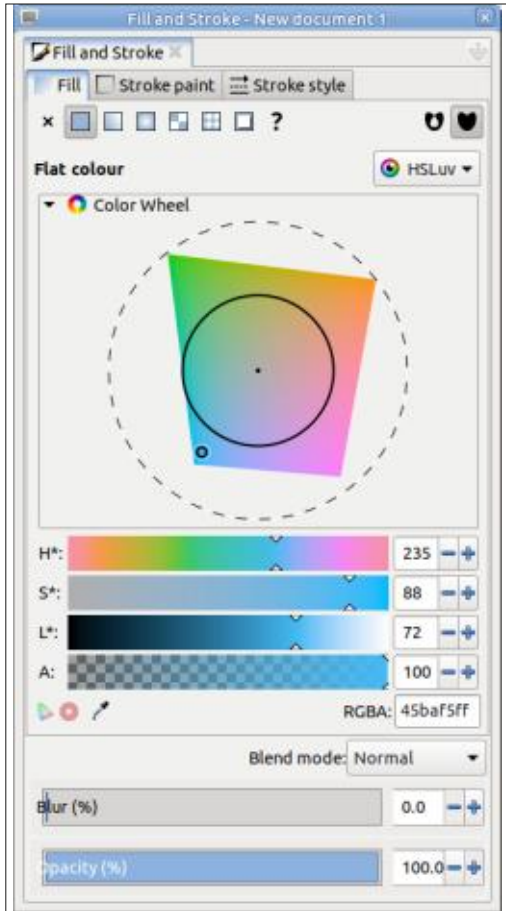 Fill and Stroke - New document 1
Fill and Stroke
Fill Stroke paint Stroke style
?
Flat colour HSLuv
Color Wheel
H*: 235
S*: 88
L*: 72
A: 100
RGBA: 45baf5ff
Blend mode: Normal
Blur (%) 0.0
Opacity (%) 100.0